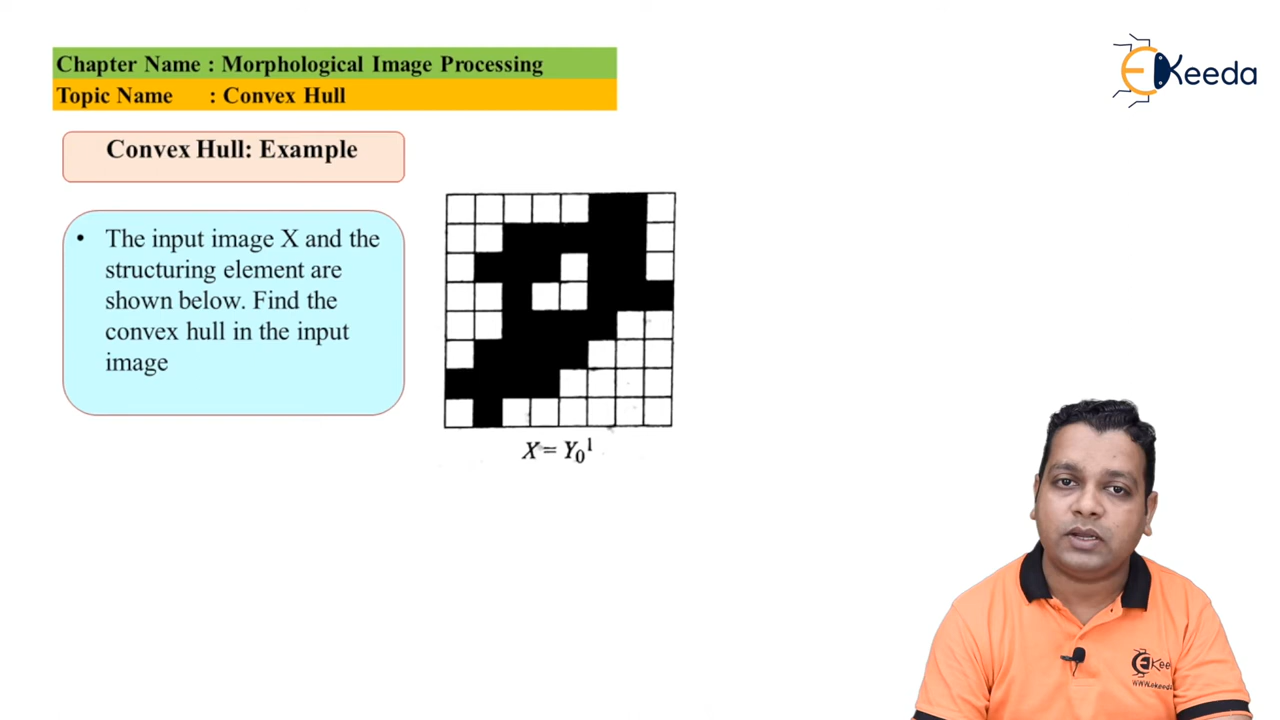 Chapter Name : Morphological Image Processing
Topic Name : Convex Hull
EKeeda
Convex Hull: Example
• The input image X and the
structuring element are
shown below. Find the
convex hull in the input
image
X = Y₀¹